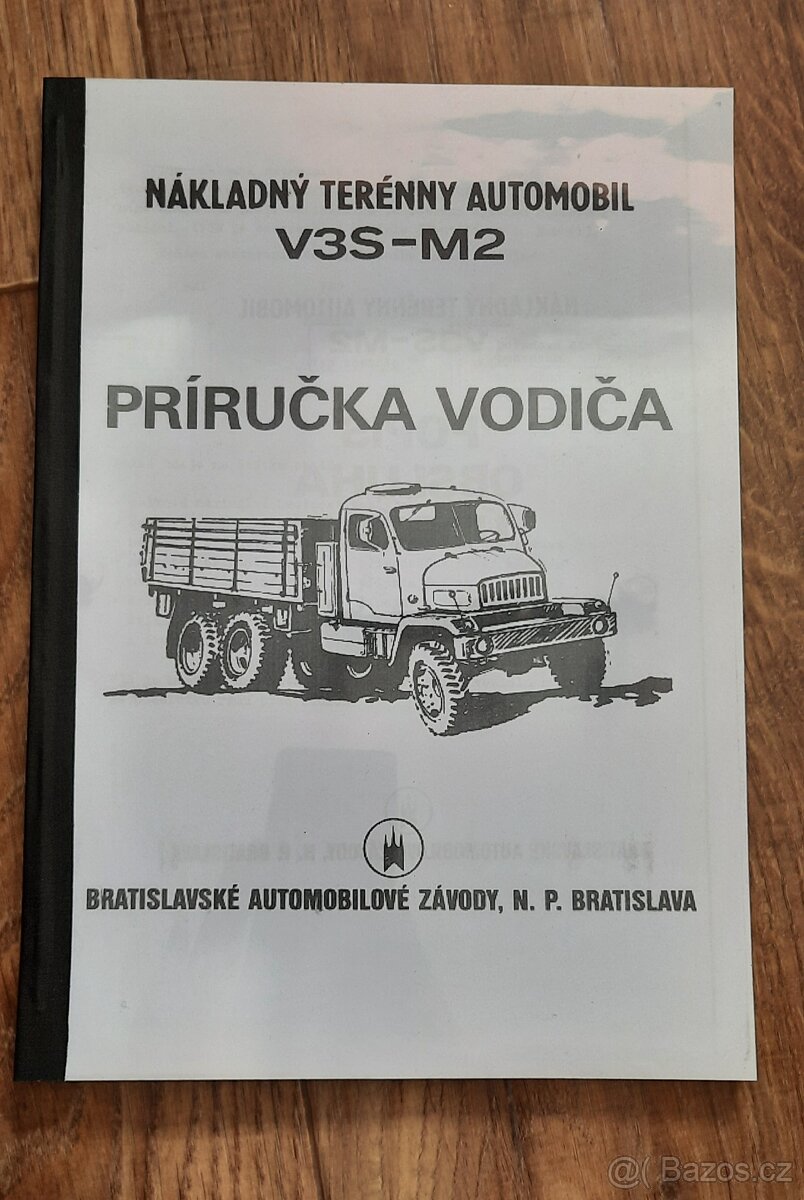 NÁKLADNÝ TERÉNNY AUTOMOBIL
V3S-M2
PRÍRUČKA VODIČA
BRATISLAVSKÉ AUTOMOBILOVÉ ZÁVODY, N. P. BRATISLAVA
@( Bazos.cz